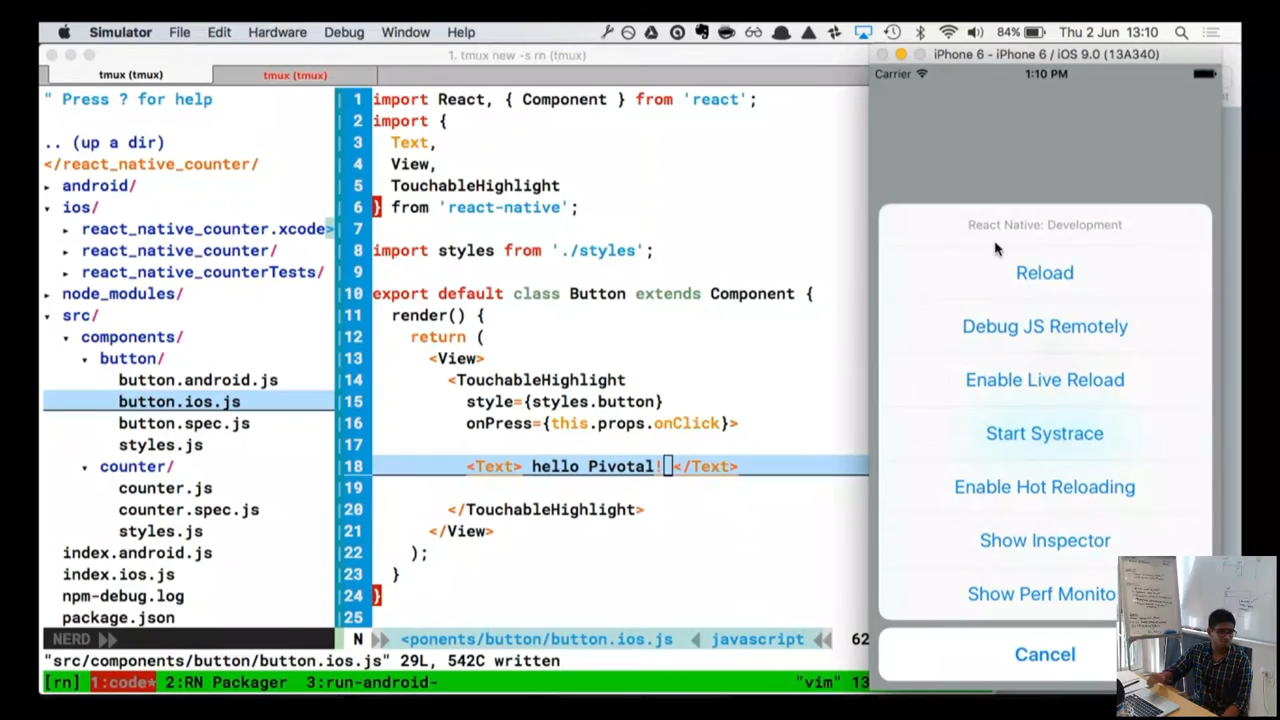 Simulator File Edit Hardware Debug Window Help 84% Thu 2 Jun 13:10
1. tmux new -s rn (tmux)
iPhone 6 - iPhone 6 / iOS 9.0 (13A340)
tmux (tmux) tmux (tmux)
Carrier 1:10 PM
" Press ? for help
.. (up a dir)
</react_native_counter/
▸ android/
▾ ios/
▸ react_native_counter.xcode>
▸ react_native_counter/
▸ react_native_counterTests/
▸ node_modules/
▾ src/
▾ components/
▾ button/
button.android.js
button.ios.js
button.spec.js
styles.js
▾ counter/
counter.js
counter.spec.js
styles.js
index.android.js
index.ios.js
npm-debug.log
package.json
NERD
1 import React, { Component } from 'react';
2 import {
3 Text,
4 View,
5 TouchableHighlight
6 } from 'react-native';
7
8 import styles from './styles';
9
10 export default class Button extends Component {
11 render() {
12 return (
13 <View>
14 <TouchableHighlight
15 style={styles.button}
16 onPress={this.props.onClick}>
17
18 <Text> hello Pivotal! </Text>
19
20 </TouchableHighlight>
21 </View>
22 );
23 }
24 }
25
N <ponents/button/button.ios.js javascript 62
"src/components/button/button.ios.js" 29L, 542C written
[rn] 1:code* 2:RN Packager 3:run-android- "vim" 13
React Native: Development
Reload
Debug JS Remotely
Enable Live Reload
Start Systrace
Enable Hot Reloading
Show Inspector
Show Perf Monito
Cancel